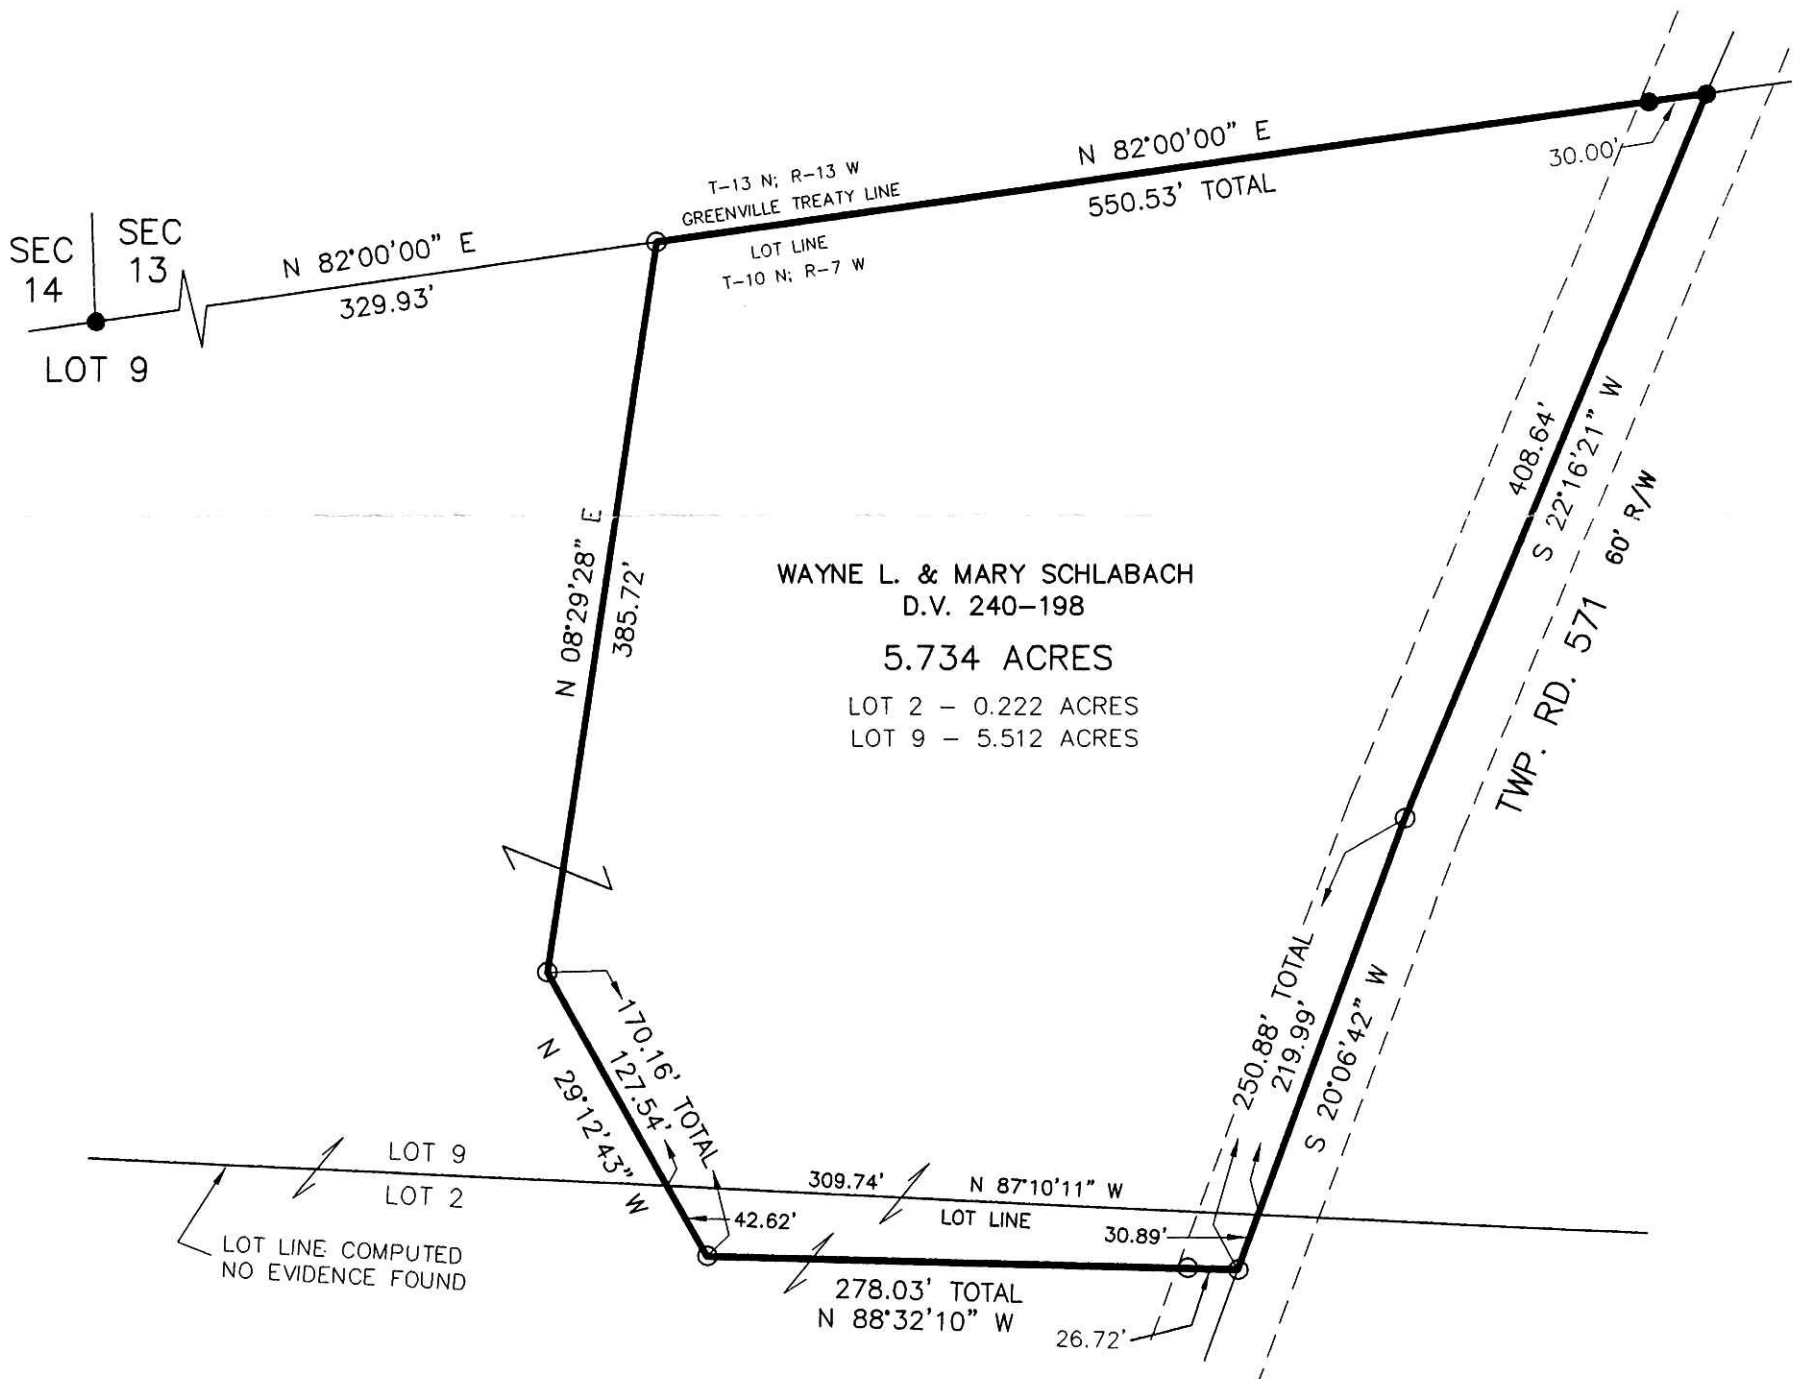 SEC
14
SEC
13
LOT 9
N 82°00'00" E
329.93'
T-13 N; R-13 W
GREENVILLE TREATY LINE
LOT LINE
T-10 N; R-7 W
N 82°00'00" E
550.53' TOTAL
30.00'
408.64'
S 22°16'21" W
60' R/W
TWP. RD. 571
N 08°29'28" E
385.72'
WAYNE L. & MARY SCHLABACH
D.V. 240-198
5.734 ACRES
LOT 2 - 0.222 ACRES
LOT 9 - 5.512 ACRES
250.88' TOTAL
219.99'
S 20°06'42" W
170.16' TOTAL
127.54'
N 29°12'43" W
LOT 9
LOT 2
LOT LINE COMPUTED
NO EVIDENCE FOUND
309.74'
N 87°10'11" W
LOT LINE
42.62'
30.89'
278.03' TOTAL
N 88°32'10" W
26.72'